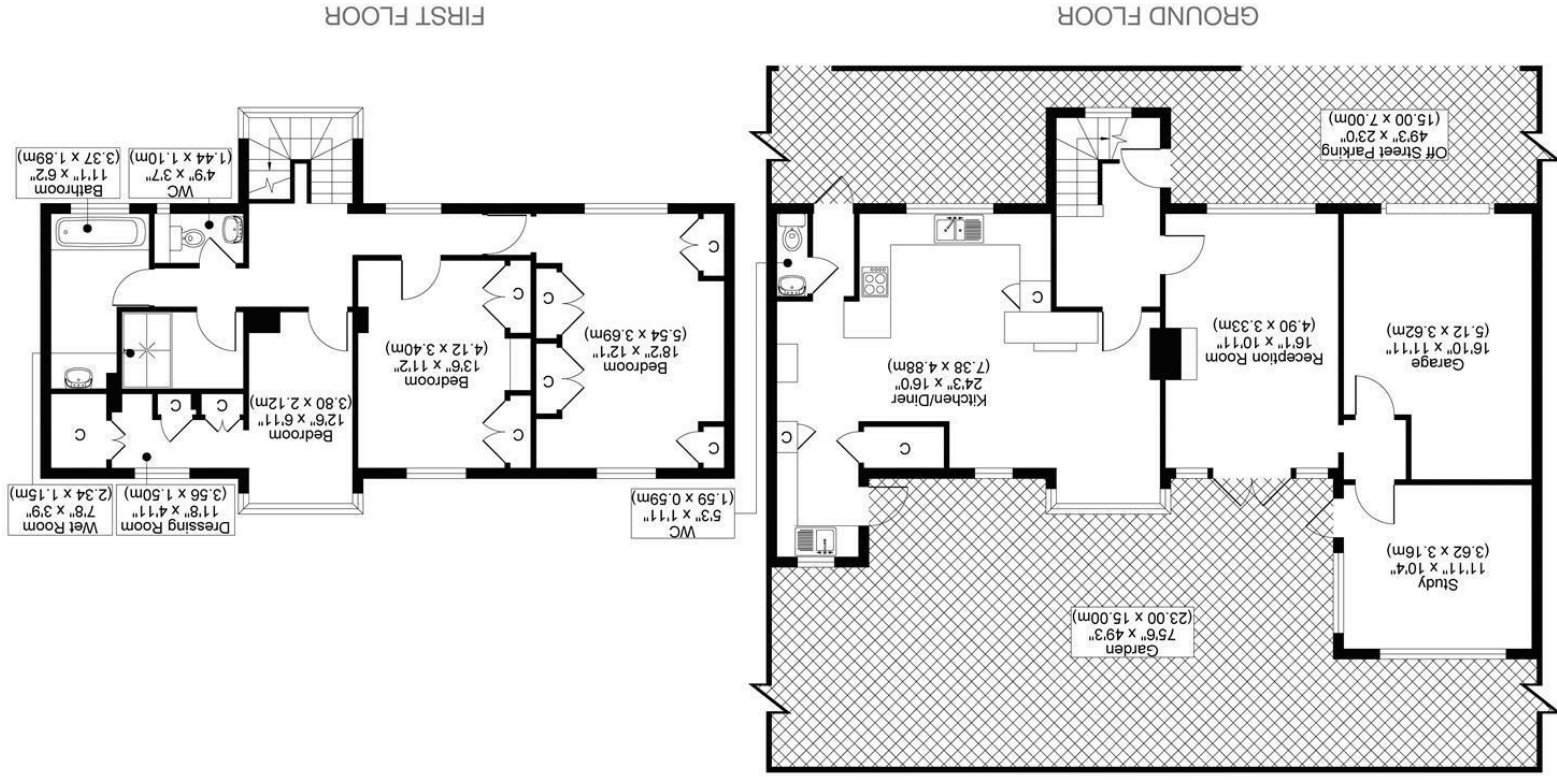 Garden
75'6" x 49'3"
(23.00 x 15.00m)
Study
11'11" x 10'4"
(3.62 x 3.16m)
C
C
Garage
16'10" x 11'11"
(5.12 x 3.62m)
Reception Room
16'1" x 10'11"
(4.90 x 3.33m)
Kitchen/Diner
24'3" x 16'0"
(7.38 x 4.88m)
C
Off Street Parking
49'3" x 23'0"
(15.00 x 7.00m)
GROUND FLOOR
WC
5'3" x 1'11"
(1.59 x 0.59m)
Dressing Room
11'8" x 4'11"
(3.56 x 1.50m)
Wet Room
7'8" x 3'9"
(2.34 x 1.15m)
C
C
C
C
C
Bedroom
18'2" x 12'1"
(5.54 x 3.69m)
C
C
Bedroom
13'6" x 11'2"
(4.12 x 3.40m)
Bedroom
12'6" x 6'11"
(3.80 x 2.12m)
C
C
WC
4'9" x 3'7"
(1.44 x 1.10m)
Bathroom
11'1" x 6'2"
(3.37 x 1.89m)
FIRST FLOOR